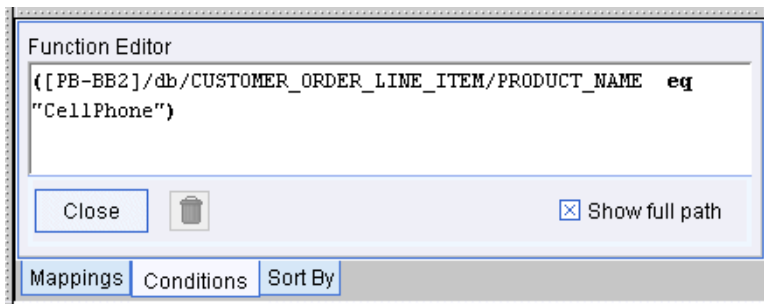 Function Editor
([PB-BB2]/db/CUSTOMER_ORDER_LINE_ITEM/PRODUCT_NAME eq
"CellPhone")
Close Show full path
Mappings Conditions Sort By